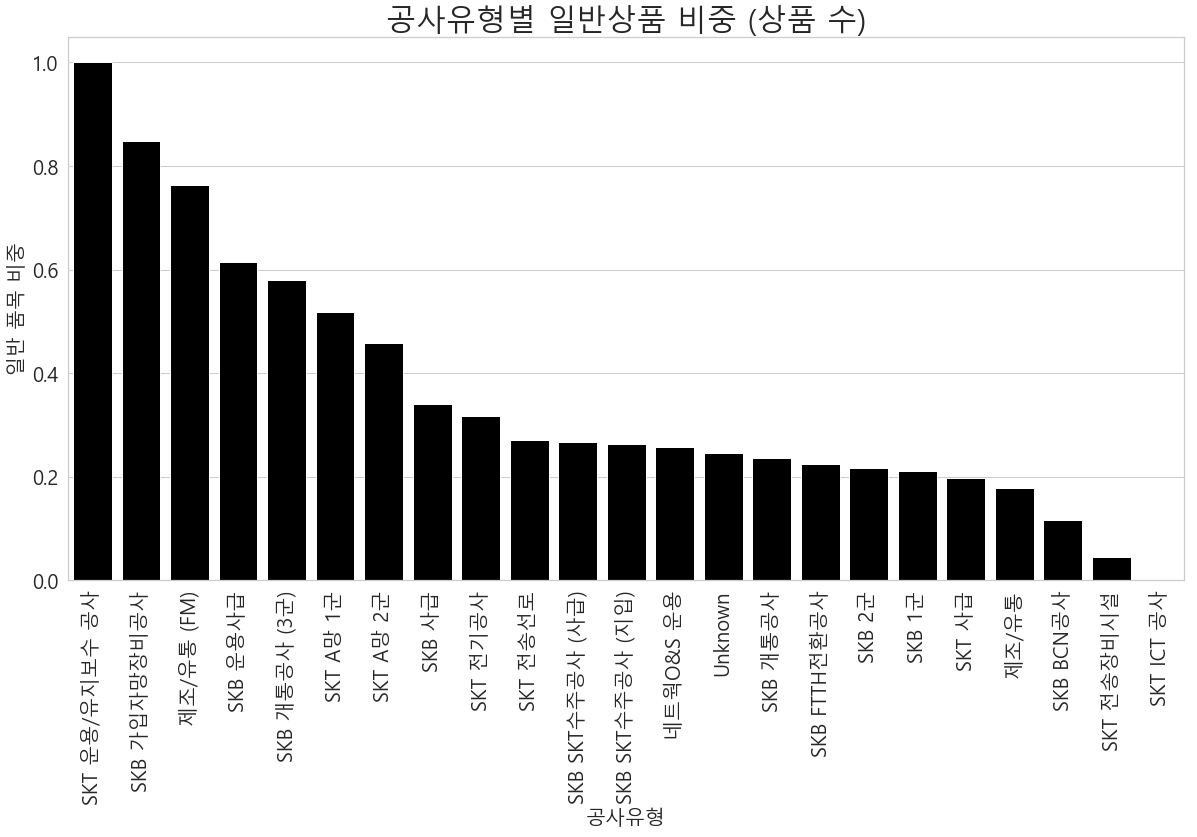 공사유형별 일반상품 비중 (상품 수)
일반 품목 비중
1.0
0.8
0.6
0.4
0.2
0.0
SKT 운용/유지보수 공사
SKB 가입자망장비공사
제조/유통 (FM)
SKB 운용사급
SKB 개통공사 (3군)
SKT A망 1군
SKT A망 2군
SKB 사급
SKT 전기공사
SKT 전송선로
SKB SKT수주공사 (사급)
SKB SKT수주공사 (지입)
네트웍O&S 운용
Unknown
SKB 개통공사
SKB FTTH전환공사
SKB 2군
SKB 1군
SKT 사급
제조/유통
SKB BCN공사
SKT 전송장비시설
SKT ICT 공사
공사유형